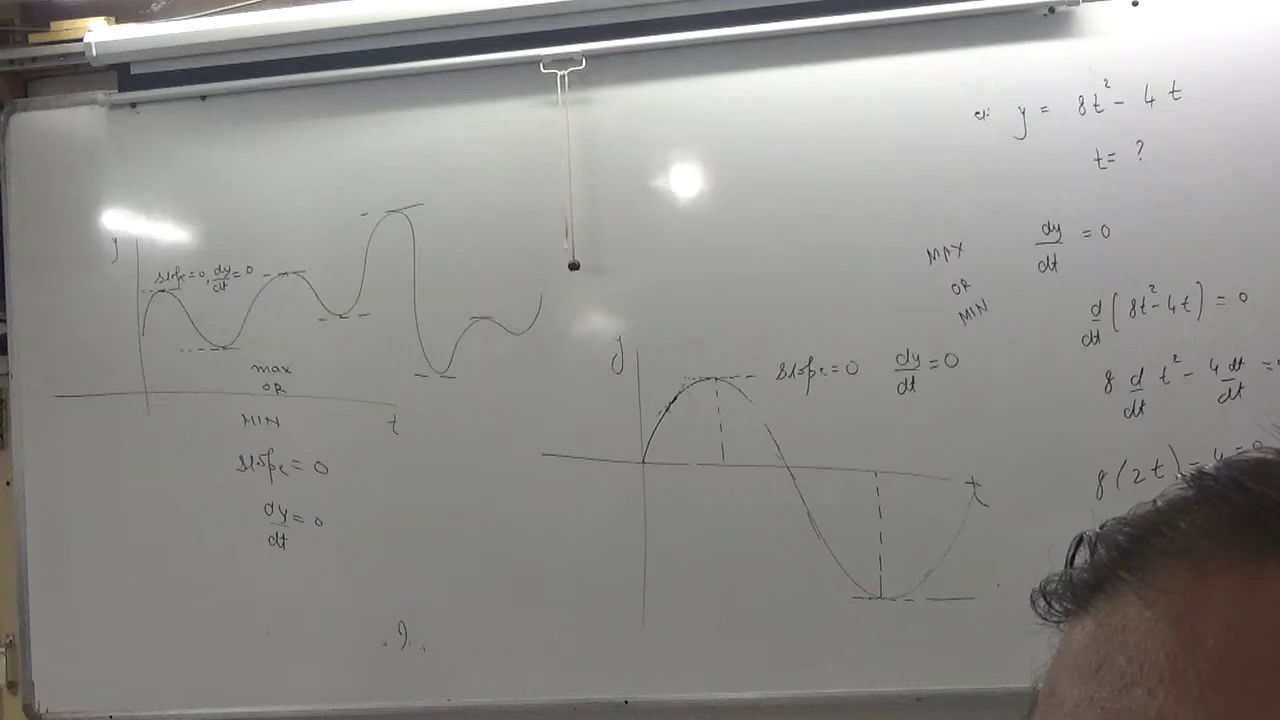 y
slope = 0, dy/dt = 0
max
OR
MIN
t
slope = 0
dy/dt = 0
y
slope = 0 dy/dt = 0
t
y = 8t² - 4t
t = ?
MAX
OR
MIN
dy/dt = 0
d/dt (8t² - 4t) = 0
8 d/dt t² - 4 dt/dt =
8(2t) - 4 = 0